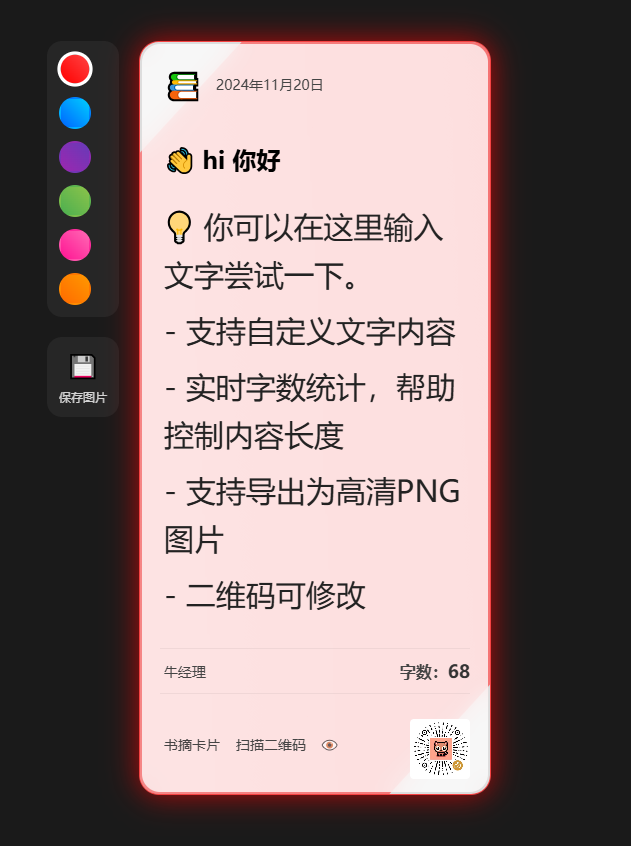 2024年11月20日
👋 hi 你好
💡 你可以在这里输入
文字尝试一下。
- 支持自定义文字内容
- 实时字数统计，帮助
控制内容长度
- 支持导出为高清PNG
图片
- 二维码可修改
保存图片
牛经理
字数：68
书摘卡片 扫描二维码